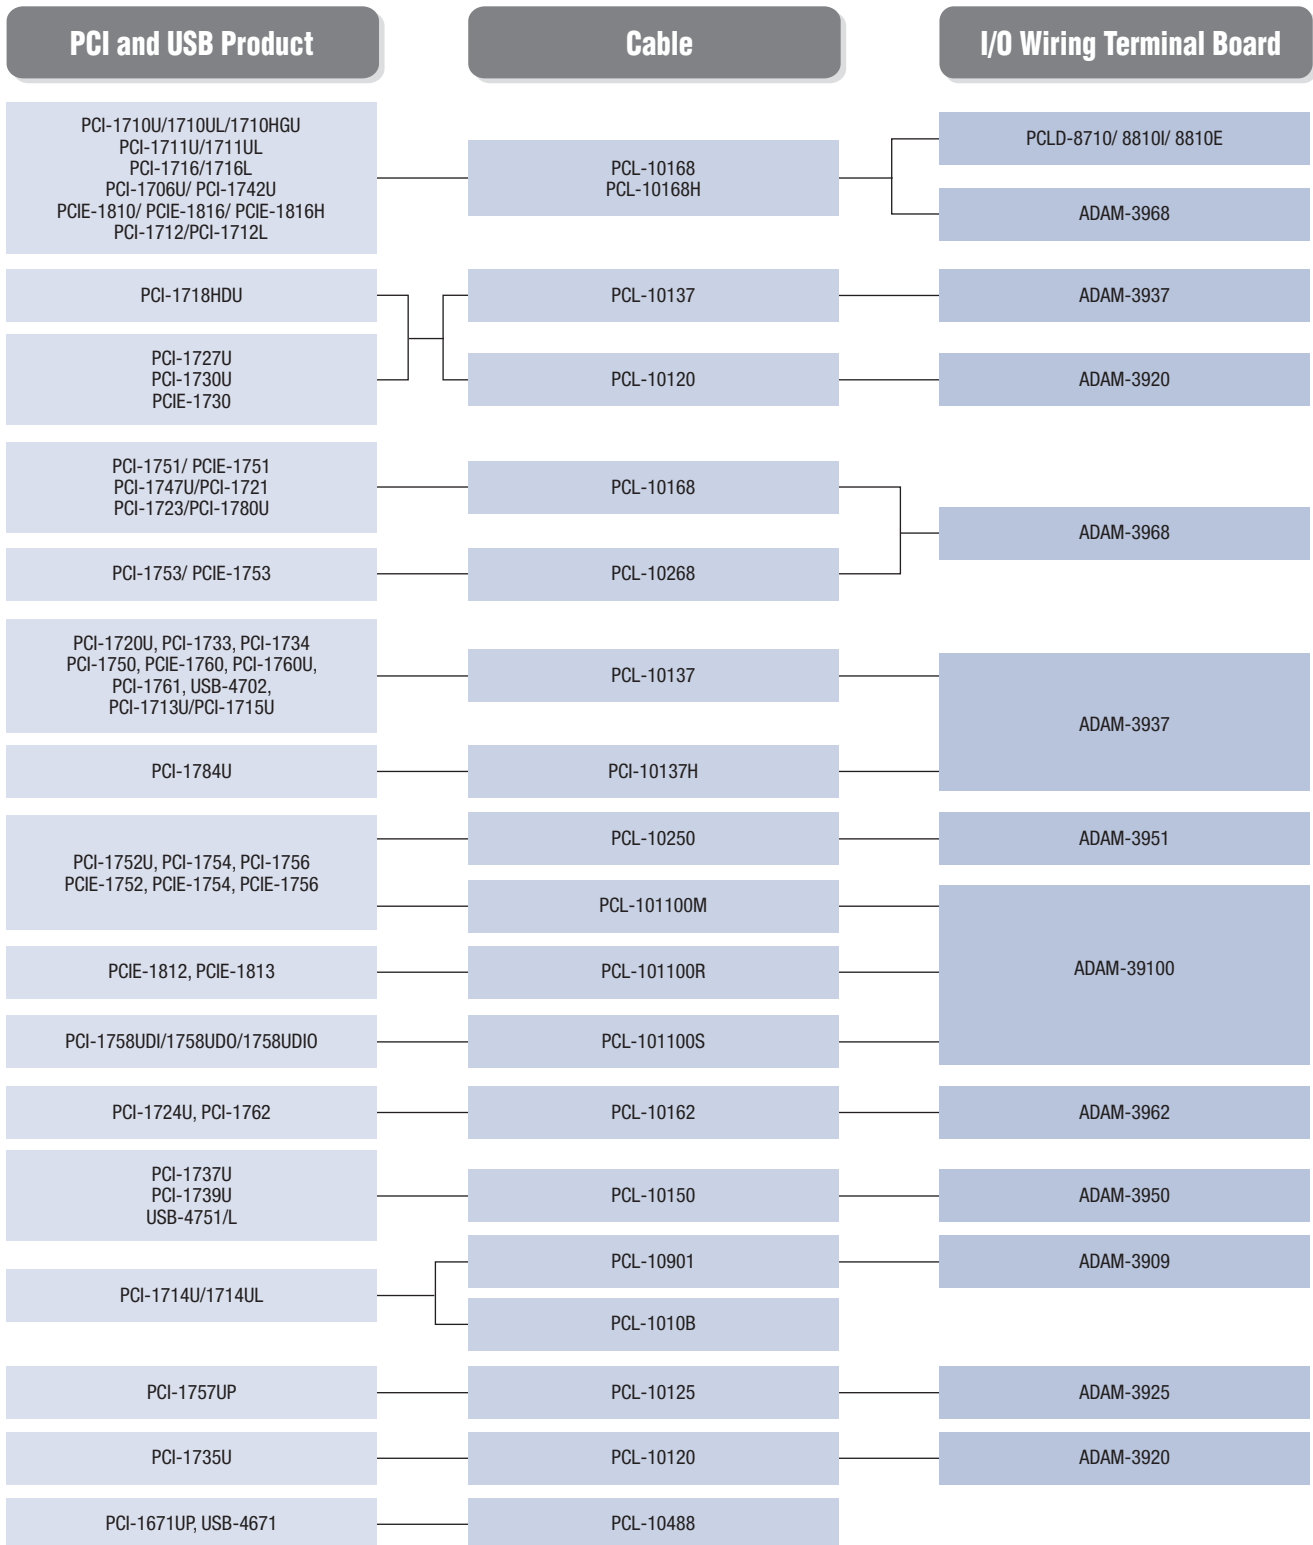 PCI and USB Product
Cable
I/O Wiring Terminal Board
PCI-1710U/1710UL/1710HGU
PCI-1711U/1711UL
PCI-1716/1716L
PCI-1706U/ PCI-1742U
PCIE-1810/ PCIE-1816/ PCIE-1816H
PCI-1712/PCI-1712L
PCL-10168
PCL-10168H
PCLD-8710/ 8810I/ 8810E
ADAM-3968
PCI-1718HDU
PCL-10137
ADAM-3937
PCI-1727U
PCI-1730U
PCIE-1730
PCL-10120
ADAM-3920
PCI-1751/ PCIE-1751
PCI-1747U/PCI-1721
PCI-1723/PCI-1780U
PCL-10168
ADAM-3968
PCI-1753/ PCIE-1753
PCL-10268
PCI-1720U, PCI-1733, PCI-1734
PCI-1750, PCIE-1760, PCI-1760U,
PCI-1761, USB-4702,
PCI-1713U/PCI-1715U
PCL-10137
ADAM-3937
PCI-1784U
PCI-10137H
PCI-1752U, PCI-1754, PCI-1756
PCIE-1752, PCIE-1754, PCIE-1756
PCL-10250
ADAM-3951
PCL-101100M
ADAM-39100
PCIE-1812, PCIE-1813
PCL-101100R
PCI-1758UDI/1758UDO/1758UDIO
PCL-101100S
PCI-1724U, PCI-1762
PCL-10162
ADAM-3962
PCI-1737U
PCI-1739U
USB-4751/L
PCL-10150
ADAM-3950
PCI-1714U/1714UL
PCL-10901
ADAM-3909
PCL-1010B
PCI-1757UP
PCL-10125
ADAM-3925
PCI-1735U
PCL-10120
ADAM-3920
PCI-1671UP, USB-4671
PCL-10488